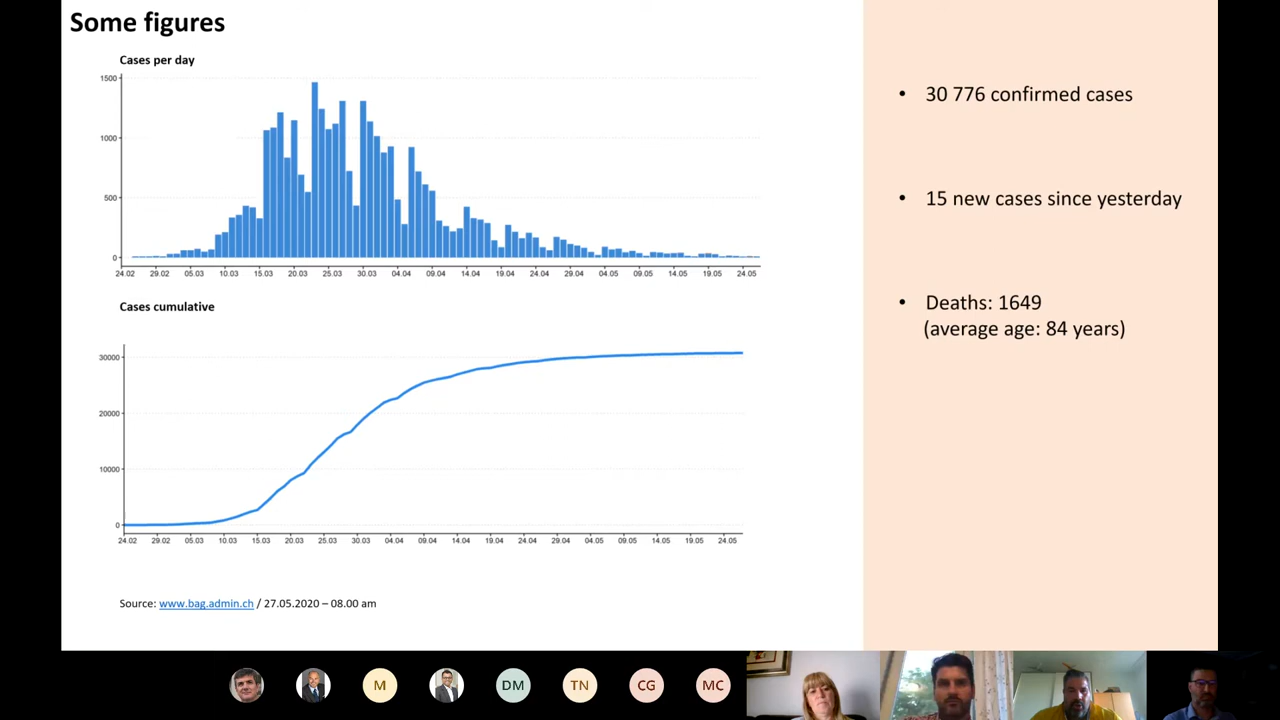 Some figures
Cases per day
1500
1000
500
0
24.02 29.02 05.03 10.03 15.03 20.03 25.03 30.03 04.04 09.04 14.04 19.04 24.04 29.04 04.05 09.05 14.05 19.05 24.05
Cases cumulative
30000
20000
10000
0
24.02 29.02 05.03 10.03 15.03 20.03 25.03 30.03 04.04 09.04 14.04 19.04 24.04 29.04 04.05 09.05 14.05 19.05 24.05
Source: www.bag.admin.ch / 27.05.2020 – 08.00 am
• 30 776 confirmed cases
• 15 new cases since yesterday
• Deaths: 1649
(average age: 84 years)
M DM TN CG MC